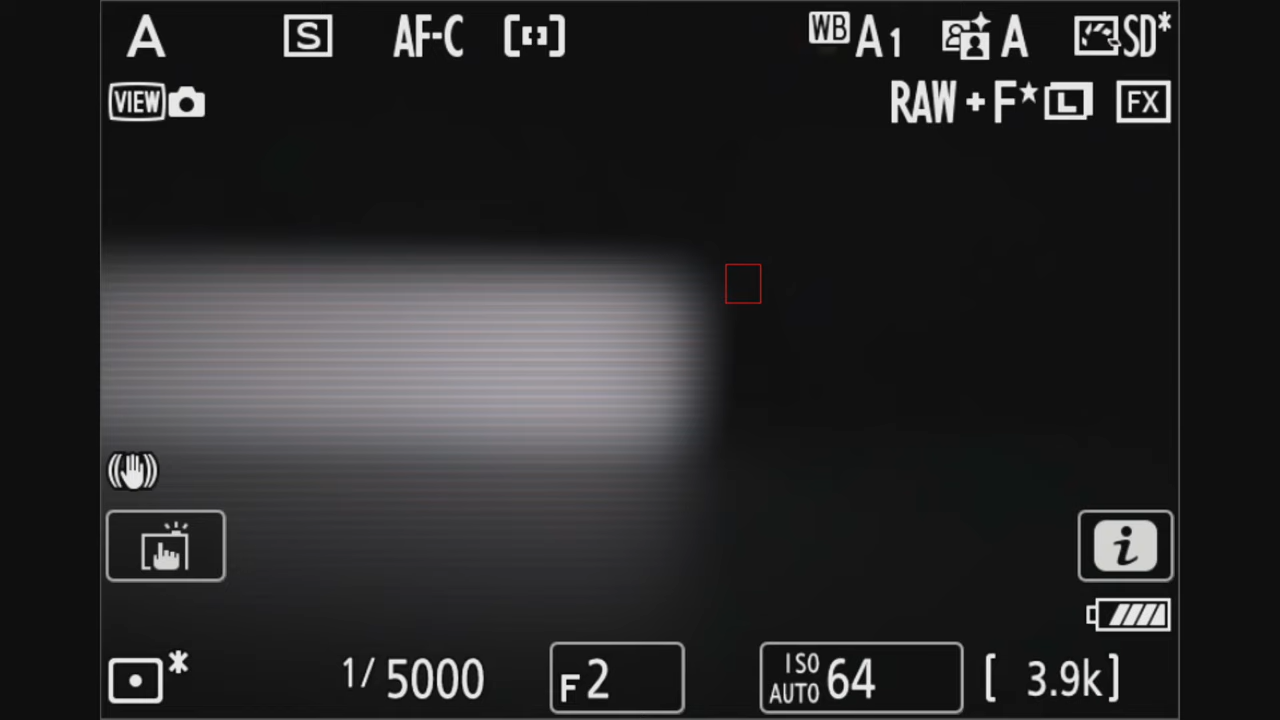 A S AF-C WB A1 A SD*
VIEW RAW + F★ L FX
i
1/5000 F2 ISO AUTO 64 [ 3.9k]